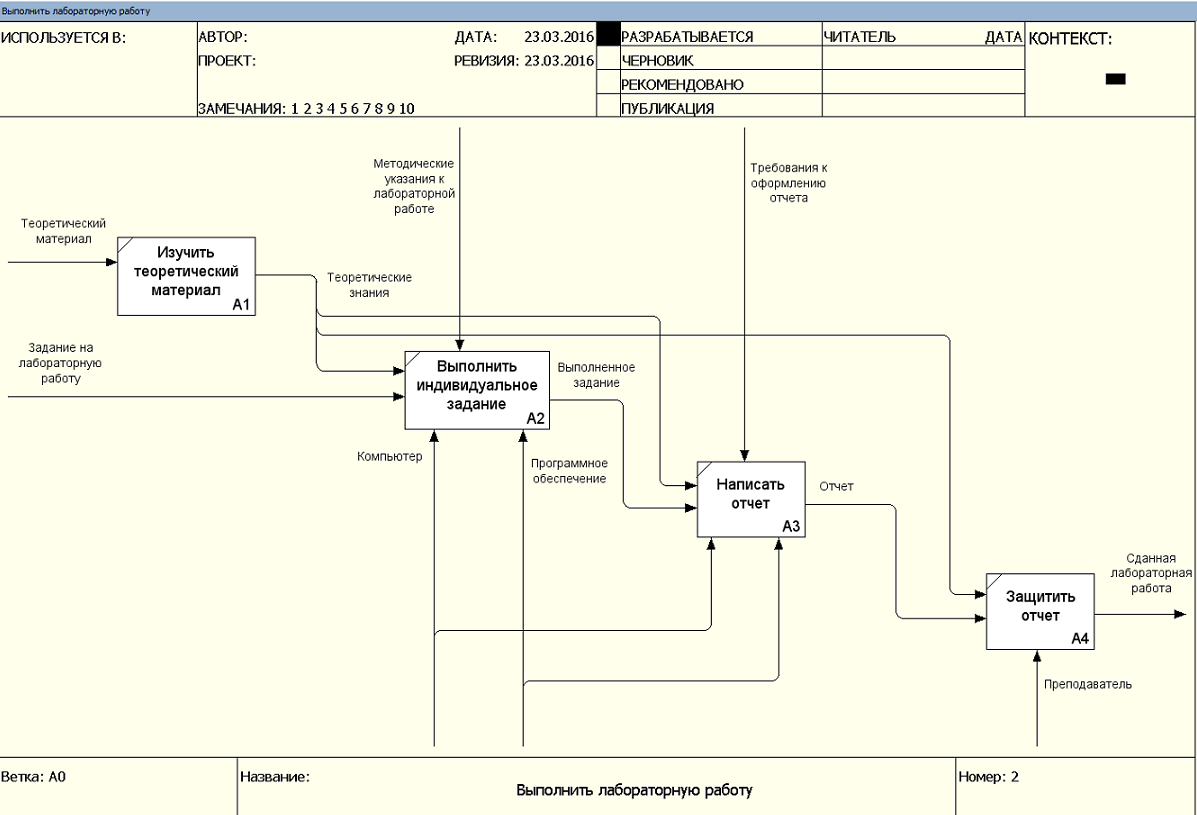 Выполнить лабораторную работу
ИСПОЛЬЗУЕТСЯ В:
АВТОР:
ДАТА: 23.03.2016
ПРОЕКТ:
РЕВИЗИЯ: 23.03.2016
ЗАМЕЧАНИЯ: 1 2 3 4 5 6 7 8 9 10
РАЗРАБАТЫВАЕТСЯ
ЧЕРНОВИК
РЕКОМЕНДОВАНО
ПУБЛИКАЦИЯ
ЧИТАТЕЛЬ
ДАТА
КОНТЕКСТ:
Методические
указания к
лабораторной
работе
Требования к
оформлению
отчета
Теоретический
материал
Изучить
теоретический
материал
A1
Теоретические
знания
Задание на
лабораторную
работу
Выполнить
индивидуальное
задание
A2
Выполненное
задание
Компьютер
Программное
обеспечение
Написать
отчет
A3
Отчет
Защитить
отчет
A4
Сданная
лабораторная
работа
Преподаватель
Ветка: A0
Название:
Выполнить лабораторную работу
Номер: 2